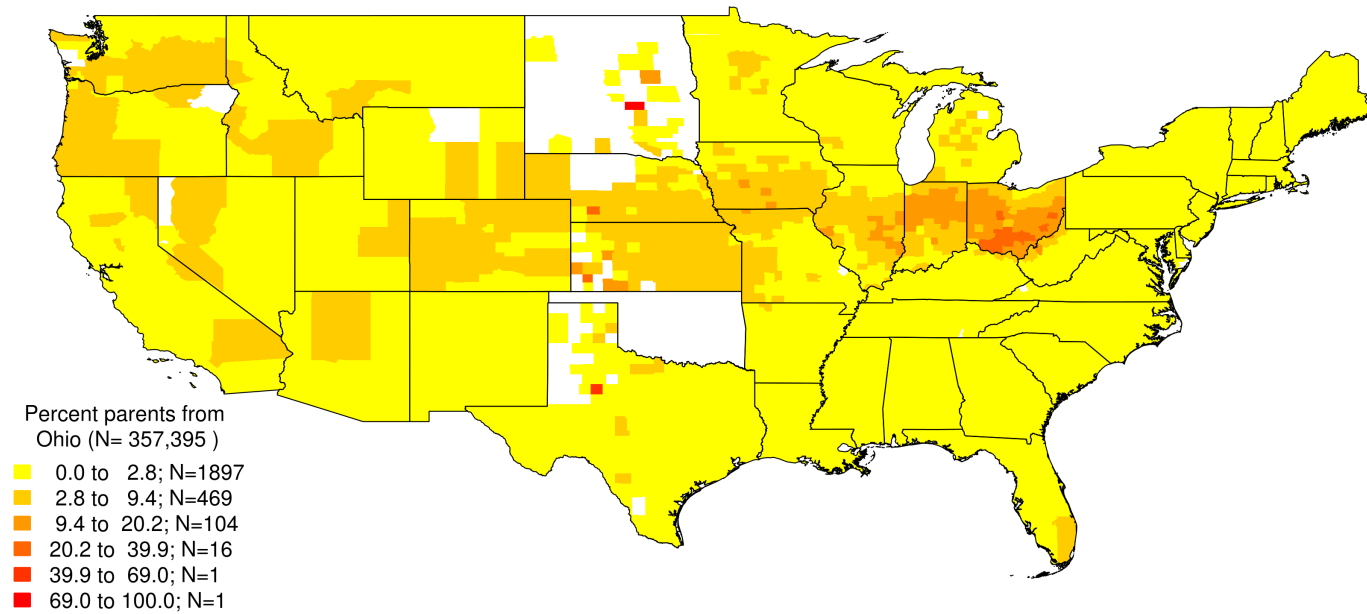 Percent parents from
Ohio (N= 357,395 )
0.0 to 2.8; N=1897
2.8 to 9.4; N=469
9.4 to 20.2; N=104
20.2 to 39.9; N=16
39.9 to 69.0; N=1
69.0 to 100.0; N=1